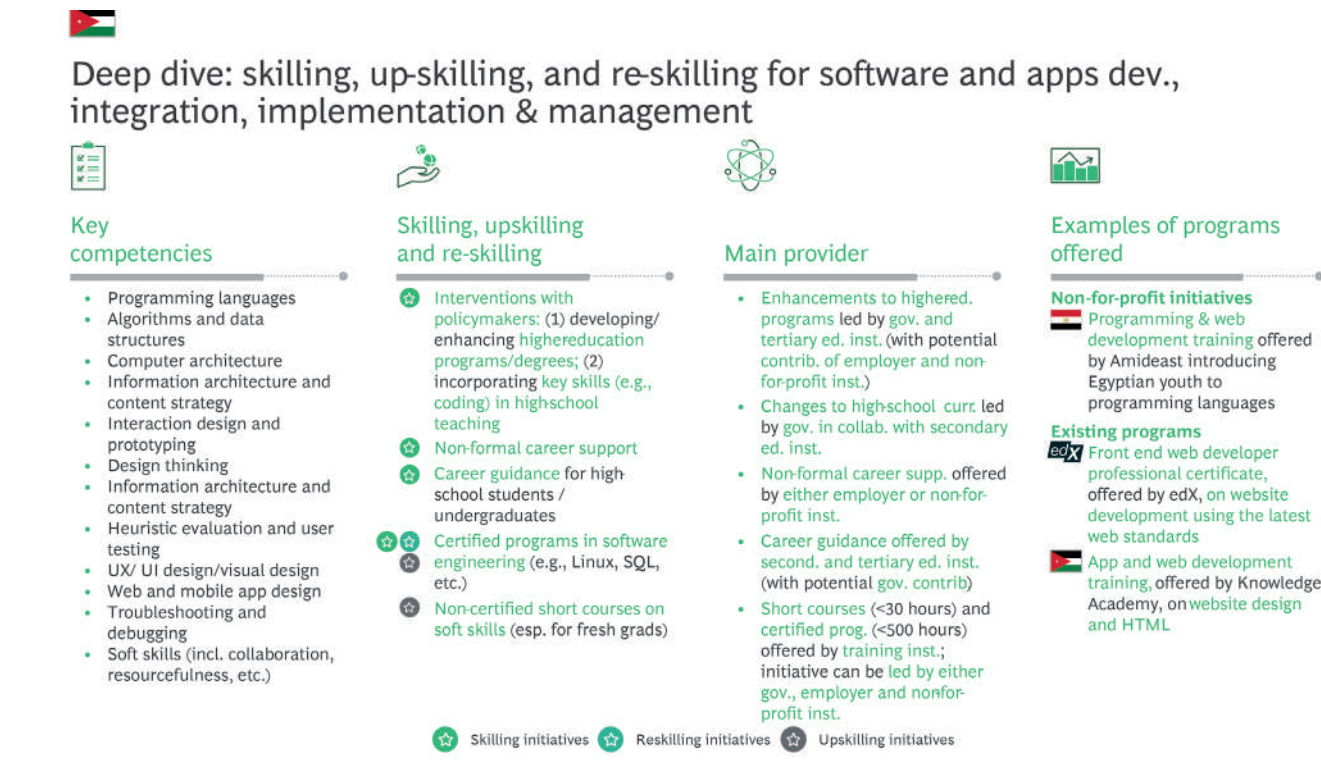 Deep dive: skilling, up-skilling, and re-skilling for software and apps dev.,
integration, implementation & management
Key
competencies
• Programming languages
• Algorithms and data
structures
• Computer architecture
• Information architecture and
content strategy
• Interaction design and
prototyping
• Design thinking
• Information architecture and
content strategy
• Heuristic evaluation and user
testing
• UX/ UI design/visual design
• Web and mobile app design
• Troubleshooting and
debugging
• Soft skills (incl. collaboration,
resourcefulness, etc.)
Skilling, upskilling
and re-skilling
Interventions with
policymakers: (1) developing/
enhancing highereducation
programs/degrees; (2)
incorporating key skills (e.g.,
coding) in high-school
teaching
Non-formal career support
Career guidance for high-
school students /
undergraduates
Certified programs in software
engineering (e.g., Linux, SQL,
etc.)
Non-certified short courses on
soft skills (esp. for fresh grads)
Main provider
• Enhancements to highered.
programs led by gov. and
tertiary ed. inst. (with potential
contrib. of employer and non-
for-profit inst.)
• Changes to high-school curr. led
by gov. in collab. with secondary
ed. inst.
• Non-formal career supp. offered
by either employer or non-for-
profit inst.
• Career guidance offered by
second. and tertiary ed. inst.
(with potential gov. contrib)
• Short courses (<30 hours) and
certified prog. (<500 hours)
offered by training inst.;
initiative can be led by either
gov., employer and nonfor-
profit inst.
Examples of programs
offered
Non-for-profit initiatives
Programming & web
development training offered
by Amideast introducing
Egyptian youth to
programming languages
Existing programs
edX Front end web developer
professional certificate,
offered by edX, on website
development using the latest
web standards
App and web development
training, offered by Knowledge
Academy, on website design
and HTML
Skilling initiatives Reskilling initiatives Upskilling initiatives